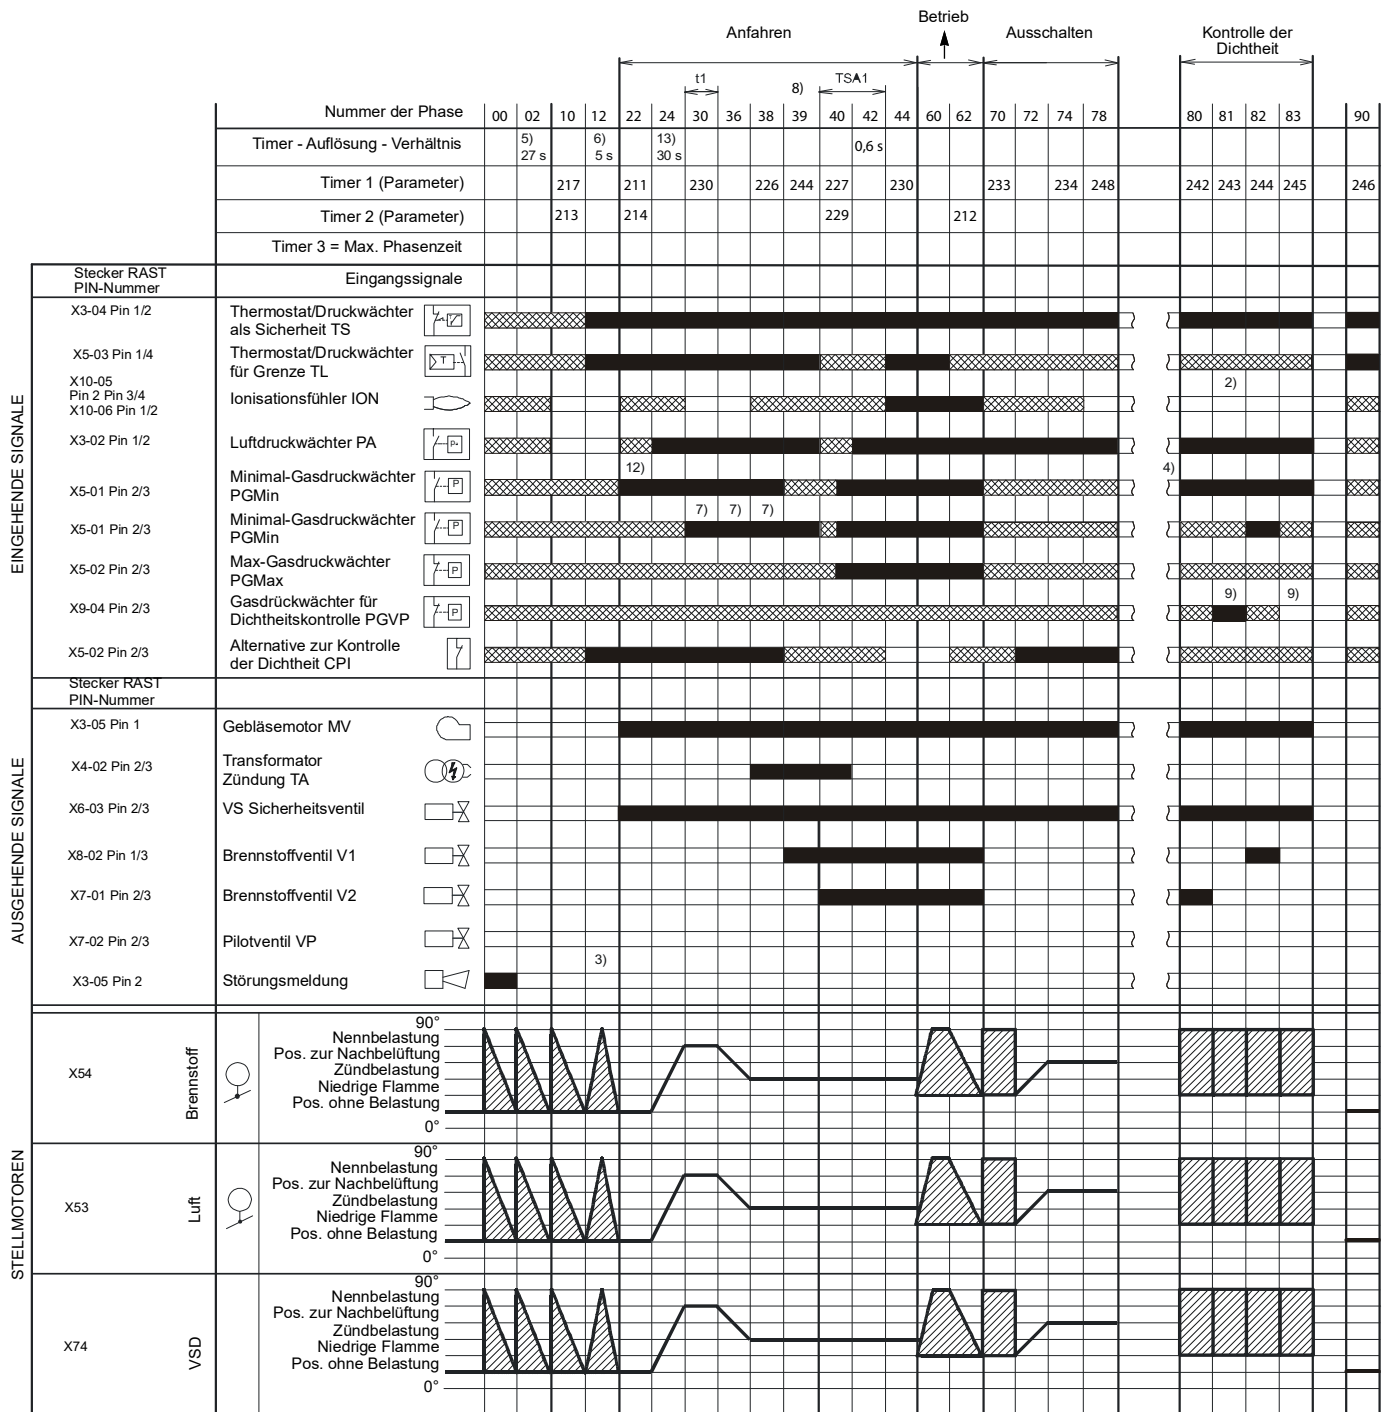 Betrieb
Anfahren
Ausschalten
Kontrolle der
Dichtheit
t1
8)
TSA1
Nummer der Phase 00 02 10 12 22 24 30 36 38 39 40 42 44 60 62 70 72 74 78 80 81 82 83 90
Timer - Auflösung - Verhältnis 5) 6) 13) 0,6 s
27 s 5 s 30 s
Timer 1 (Parameter) 217 211 230 226 244 227 230 233 234 248 242 243 244 245 246
Timer 2 (Parameter) 213 214 229 212
Timer 3 = Max. Phasenzeit
Stecker RAST
PIN-Nummer
Eingangssignale
EINGEHENDE SIGNALE
X3-04 Pin 1/2
Thermostat/Druckwächter
als Sicherheit TS
X5-03 Pin 1/4
Thermostat/Druckwächter
für Grenze TL
T
2)
X10-05
Pin 2 Pin 3/4
X10-06 Pin 1/2
Ionisationsfühler ION
X3-02 Pin 1/2
Luftdruckwächter PA
P-
12)
4)
X5-01 Pin 2/3
Minimal-Gasdruckwächter
PGMin
P
7) 7) 7)
X5-01 Pin 2/3
Minimal-Gasdruckwächter
PGMin
P
X5-02 Pin 2/3
Max-Gasdruckwächter
PGMax
P
9) 9)
X9-04 Pin 2/3
Gasdrückwächter für
Dichtheitskontrolle PGVP
P
X5-02 Pin 2/3
Alternative zur Kontrolle
der Dichtheit CPI
Stecker RAST
PIN-Nummer
AUSGEHENDE SIGNALE
X3-05 Pin 1 Gebläsemotor MV
X4-02 Pin 2/3
Transformator
Zündung TA
X6-03 Pin 2/3 VS Sicherheitsventil
X8-02 Pin 1/3 Brennstoffventil V1
X7-01 Pin 2/3 Brennstoffventil V2
X7-02 Pin 2/3 Pilotventil VP
3)
X3-05 Pin 2 Störungsmeldung
STELLMOTOREN
X54
Brennstoff
90°
Nennbelastung
Pos. zur Nachbelüftung
Zündbelastung
Niedrige Flamme
Pos. ohne Belastung
0°
X53
Luft
90°
Nennbelastung
Pos. zur Nachbelüftung
Zündbelastung
Niedrige Flamme
Pos. ohne Belastung
0°
X74
VSD
90°
Nennbelastung
Pos. zur Nachbelüftung
Zündbelastung
Niedrige Flamme
Pos. ohne Belastung
0°